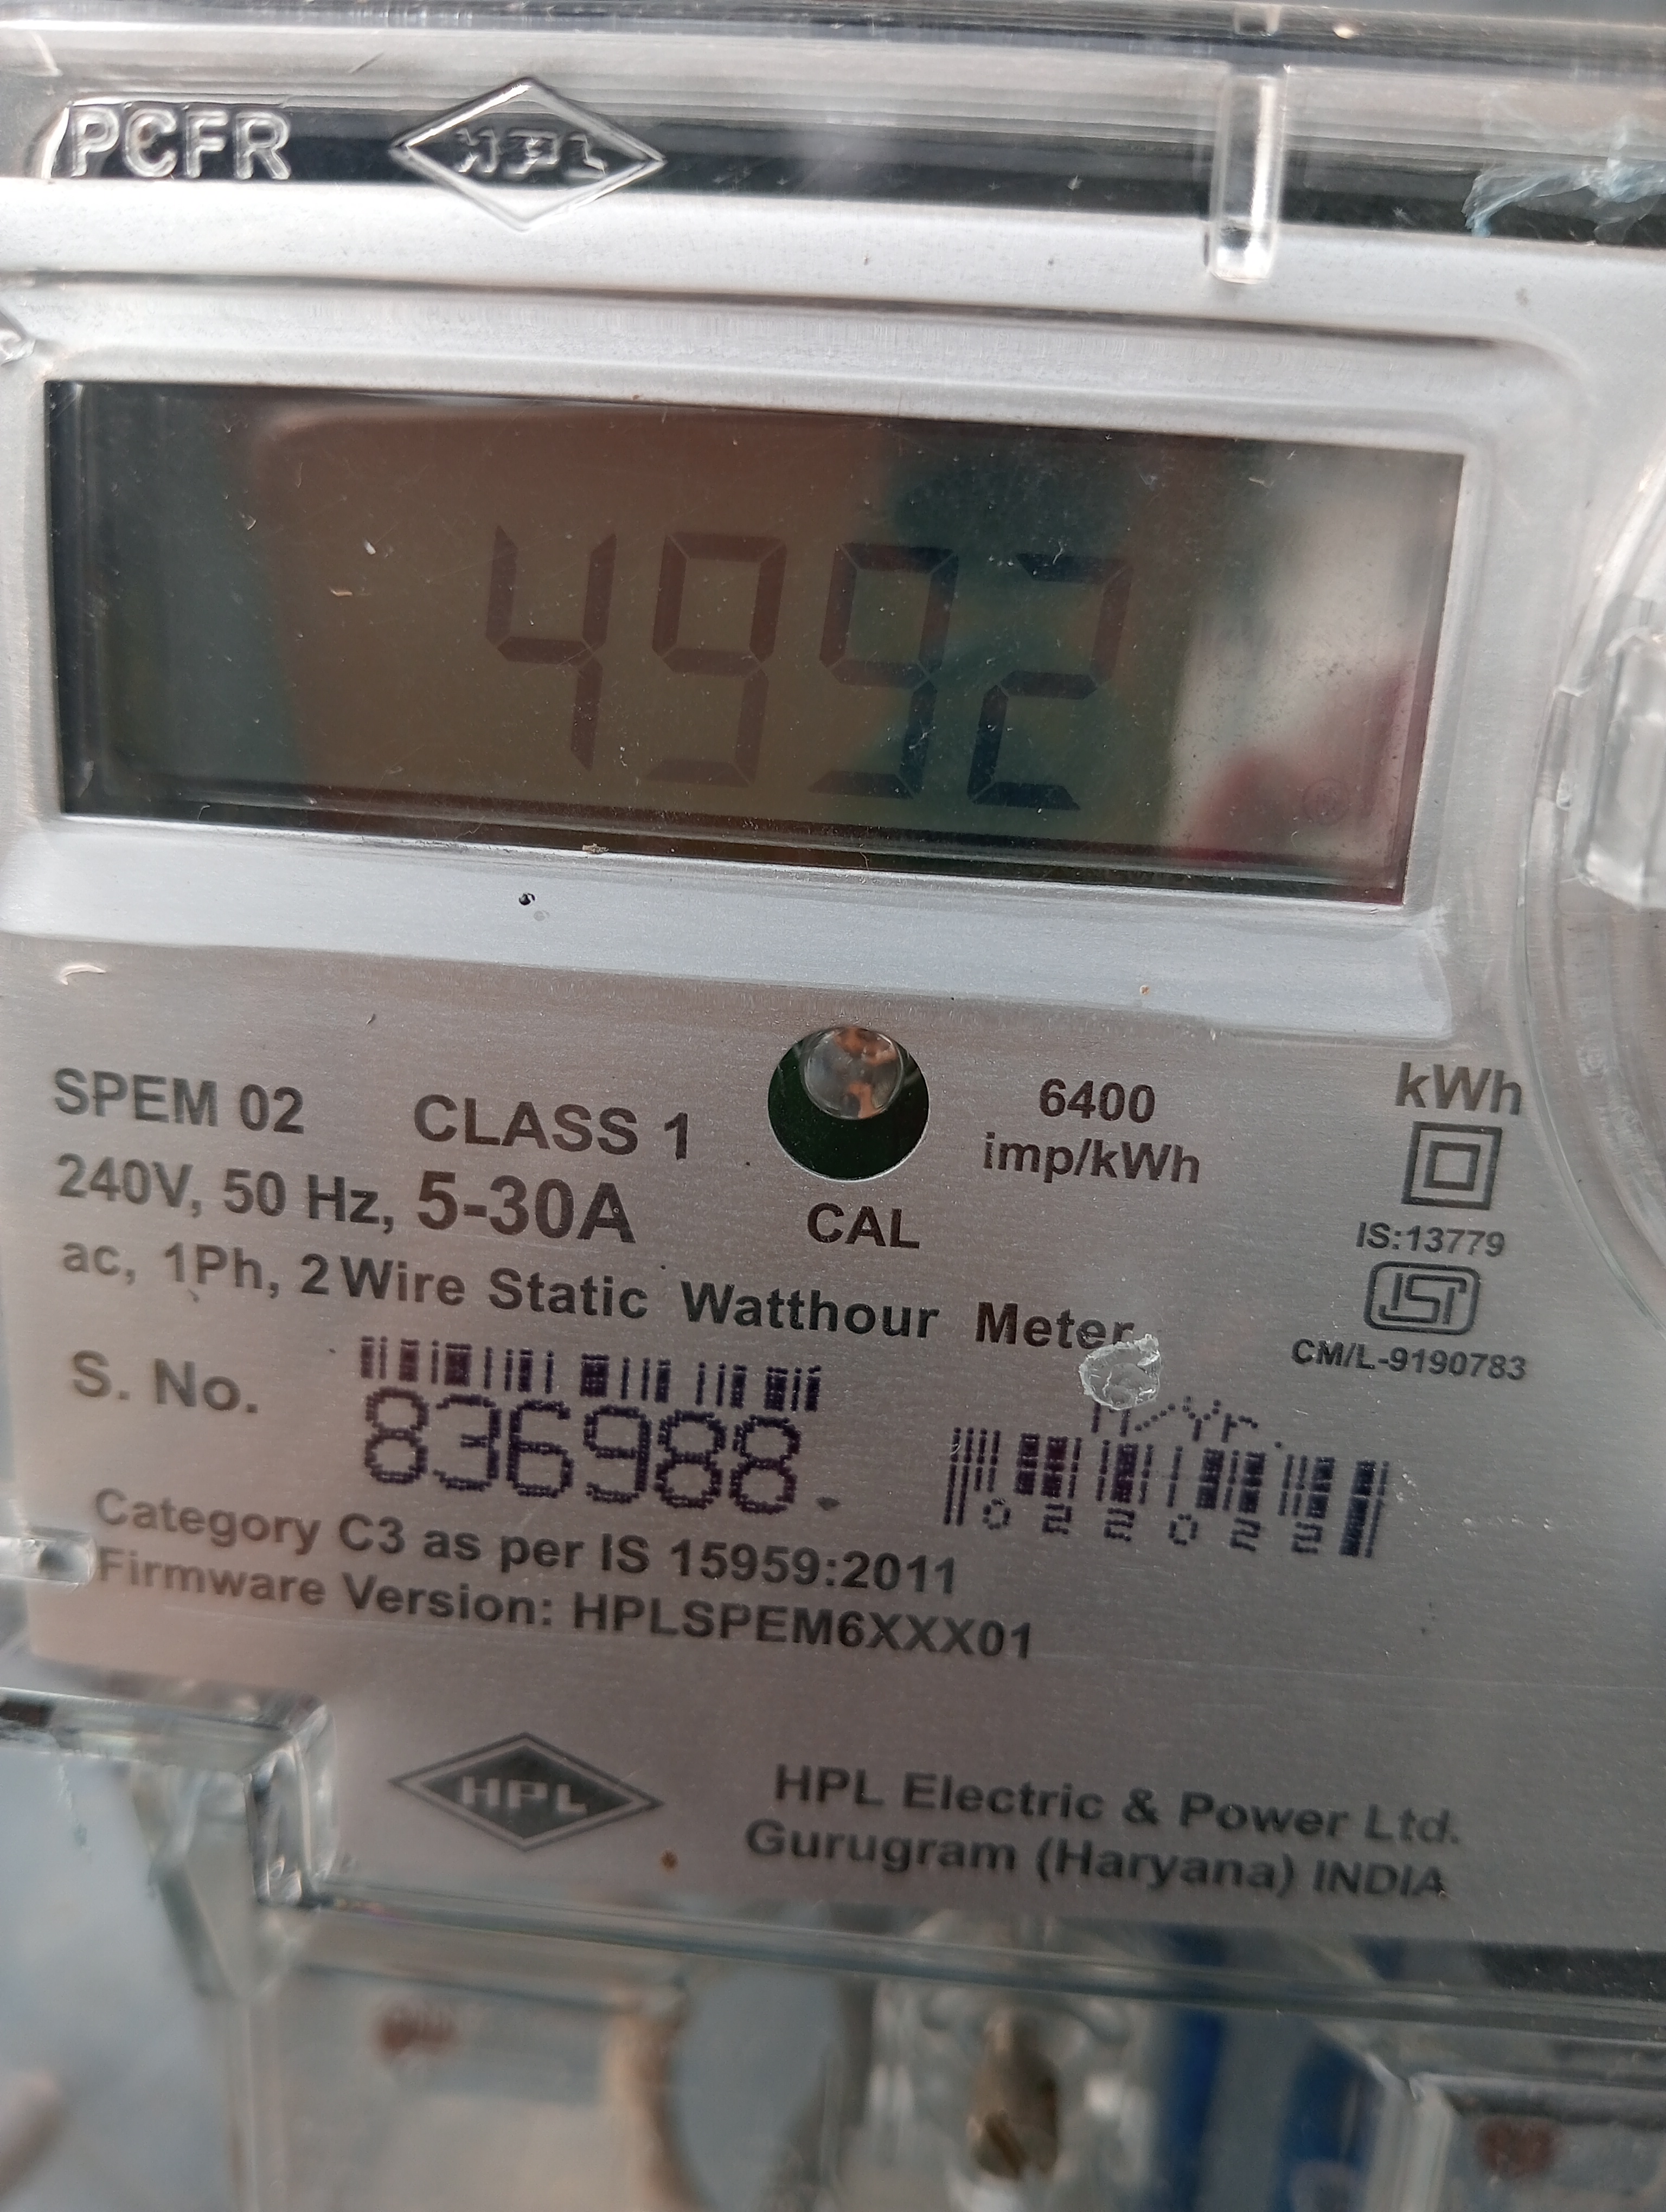 PCFR HPL
4992
SPEM 02 CLASS 1 6400 imp/kWh kWh
240V, 50 Hz, 5-30A CAL
IS:13779
ac, 1Ph, 2 Wire Static Watthour Meter
ISI
CM/L-9190783
S. No. 836988
M/Yr.
022022
Category C3 as per IS 15959:2011
Firmware Version: HPLSPEM6XXX01
HPL
HPL Electric & Power Ltd.
Gurugram (Haryana) INDIA